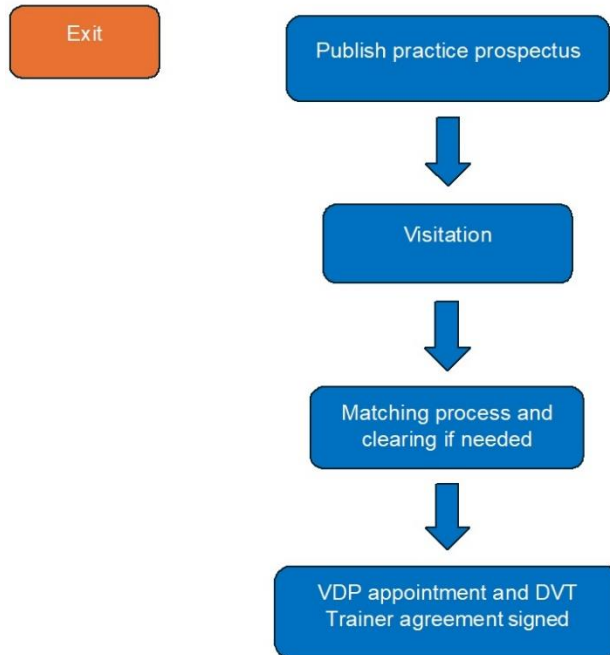 Exit
Publish practice prospectus
Visitation
Matching process and
clearing if needed
VDP appointment and DVT
Trainer agreement signed